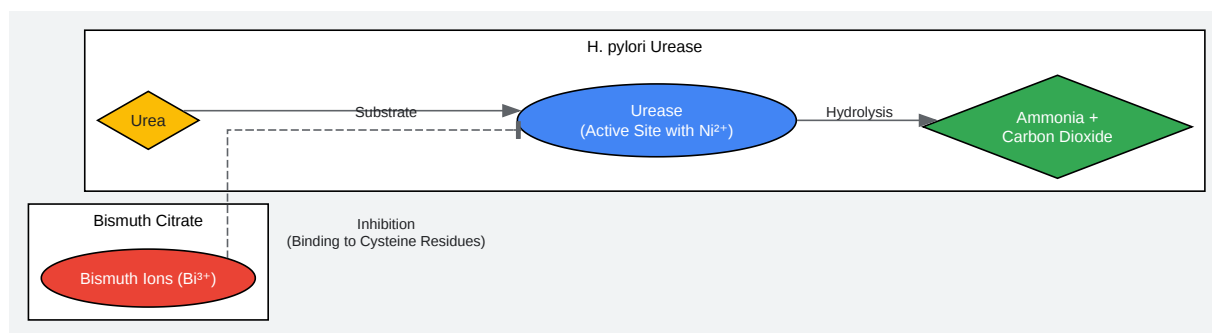 H. pylori Urease
Urea
Substrate
Urease
(Active Site with Ni²⁺)
Hydrolysis
Ammonia +
Carbon Dioxide
Bismuth Citrate
Inhibition
(Binding to Cysteine Residues)
Bismuth Ions (Bi³⁺)